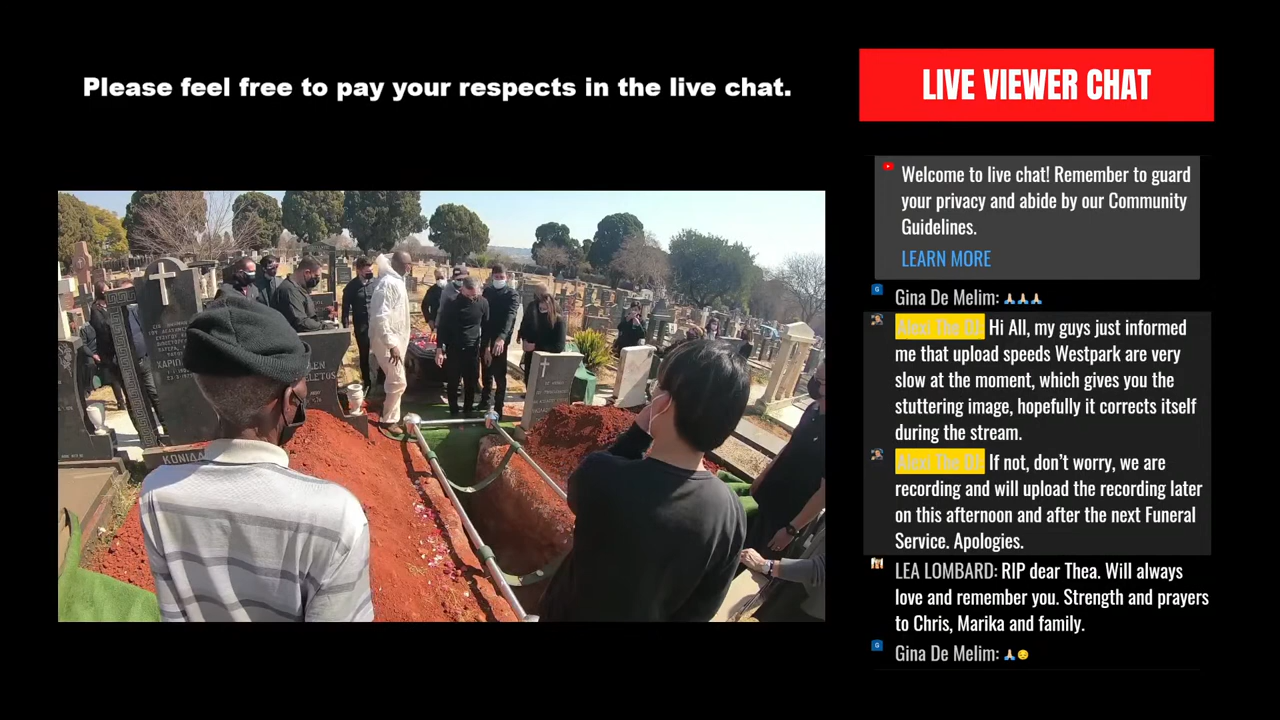 Please feel free to pay your respects in the live chat.
LIVE VIEWER CHAT
Welcome to live chat! Remember to guard
your privacy and abide by our Community
Guidelines.
LEARN MORE
Gina De Melim: 🙏🙏🙏
Alexi The DJ Hi All, my guys just informed
me that upload speeds Westpark are very
slow at the moment, which gives you the
stuttering image, hopefully it corrects itself
during the stream.
Alexi The DJ If not, don't worry, we are
recording and will upload the recording later
on this afternoon and after the next Funeral
Service. Apologies.
LEA LOMBARD: RIP dear Thea. Will always
love and remember you. Strength and prayers
to Chris, Marika and family.
Gina De Melim: 🙏😔